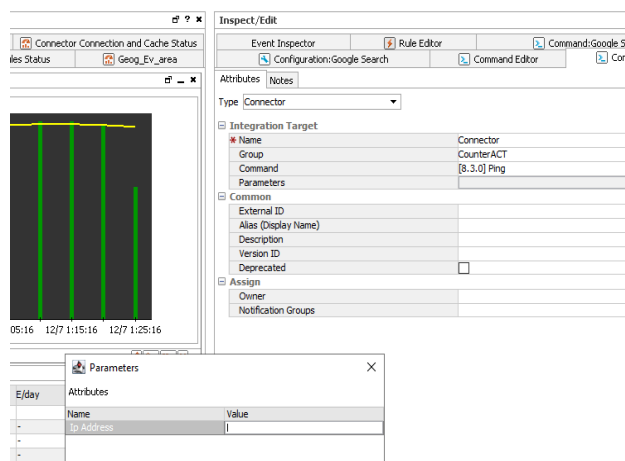 Inspect/Edit
Connector Connection and Cache Status
les Status
Geog_Ev_area
Event Inspector
Rule Editor
Command:Google S
Configuration:Google Search
Command Editor
Cor
Attributes
Notes
Type Connector
Integration Target
* Name Connector
Group CounterACT
Command [8.3.0] Ping
Parameters
Common
External ID
Alias (Display Name)
Description
Version ID
Deprecated
Assign
Owner
Notification Groups
05:16 12/7 1:15:16 12/7 1:25:16
E/day
-
-
-
Parameters
Attributes
Name Value
Ip Address